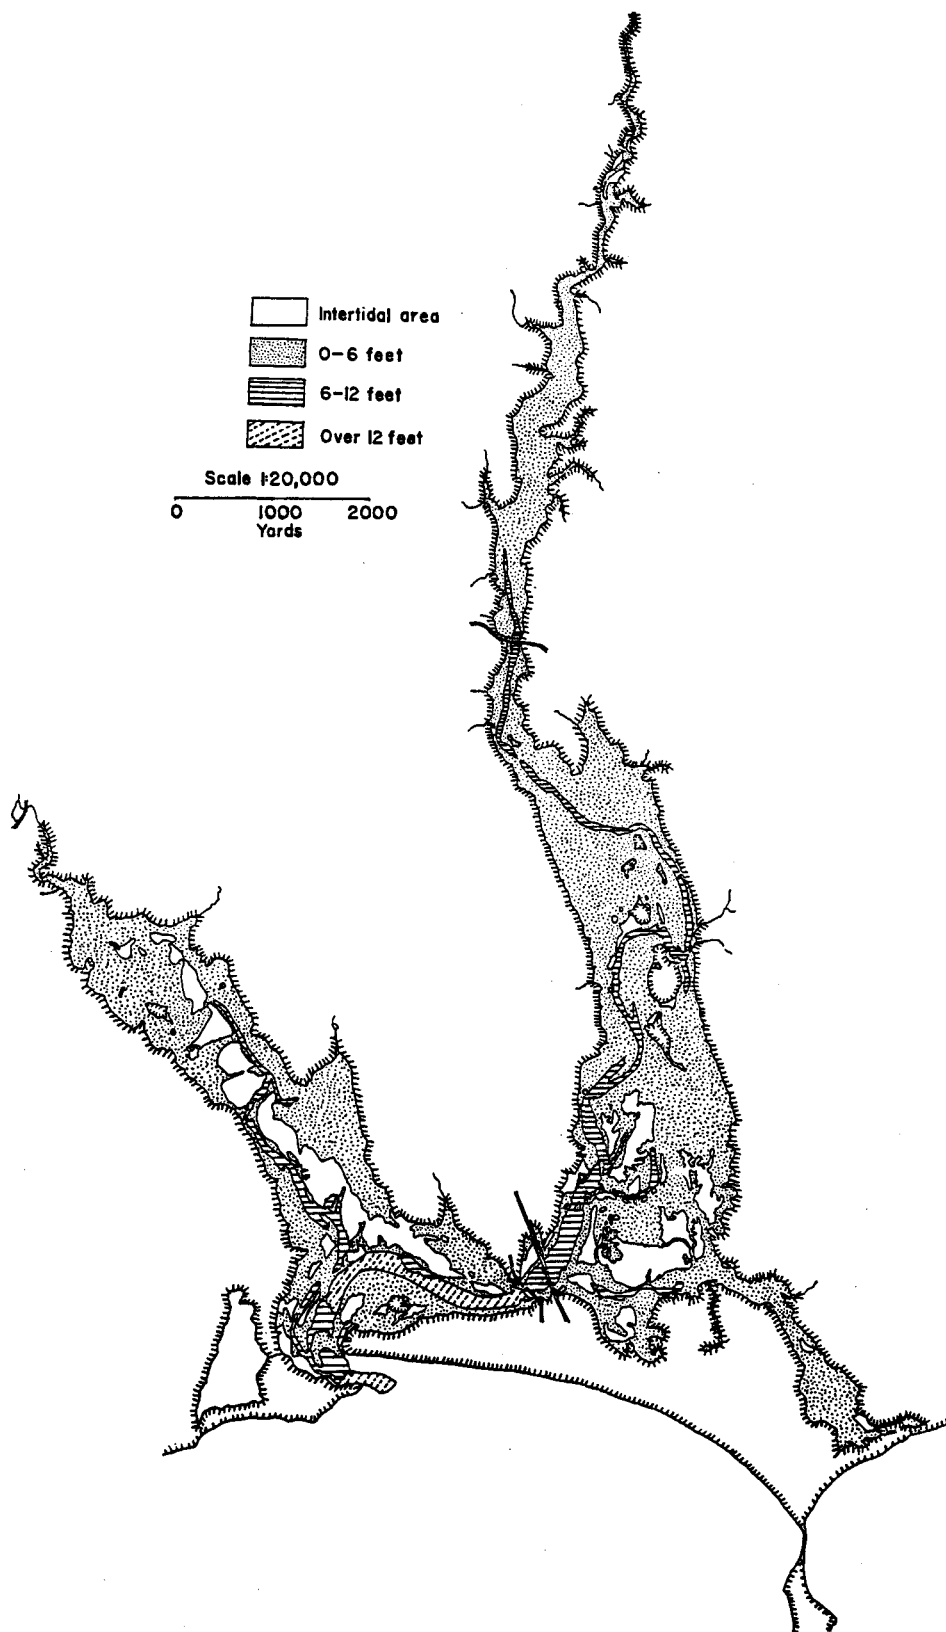 Intertidal area
0-6 feet
6-12 feet
Over 12 feet
Scale 1:20,000
0 1000 2000
Yards